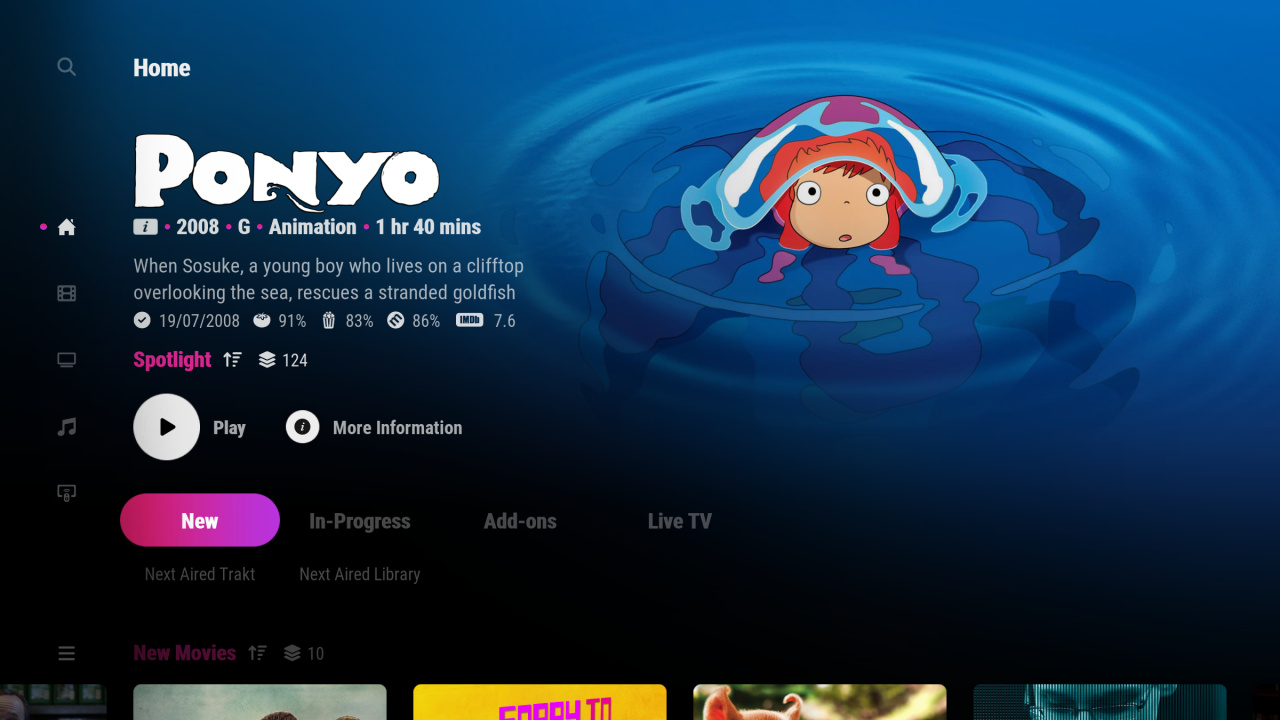 Home
PONYO
i • 2008 • G • Animation • 1 hr 40 mins
When Sosuke, a young boy who lives on a clifftop
overlooking the sea, rescues a stranded goldfish
19/07/2008 91% 83% 86% IMDb 7.6
Spotlight 124
Play i More Information
New In-Progress Add-ons Live TV
Next Aired Trakt Next Aired Library
New Movies 10
SORRY TO